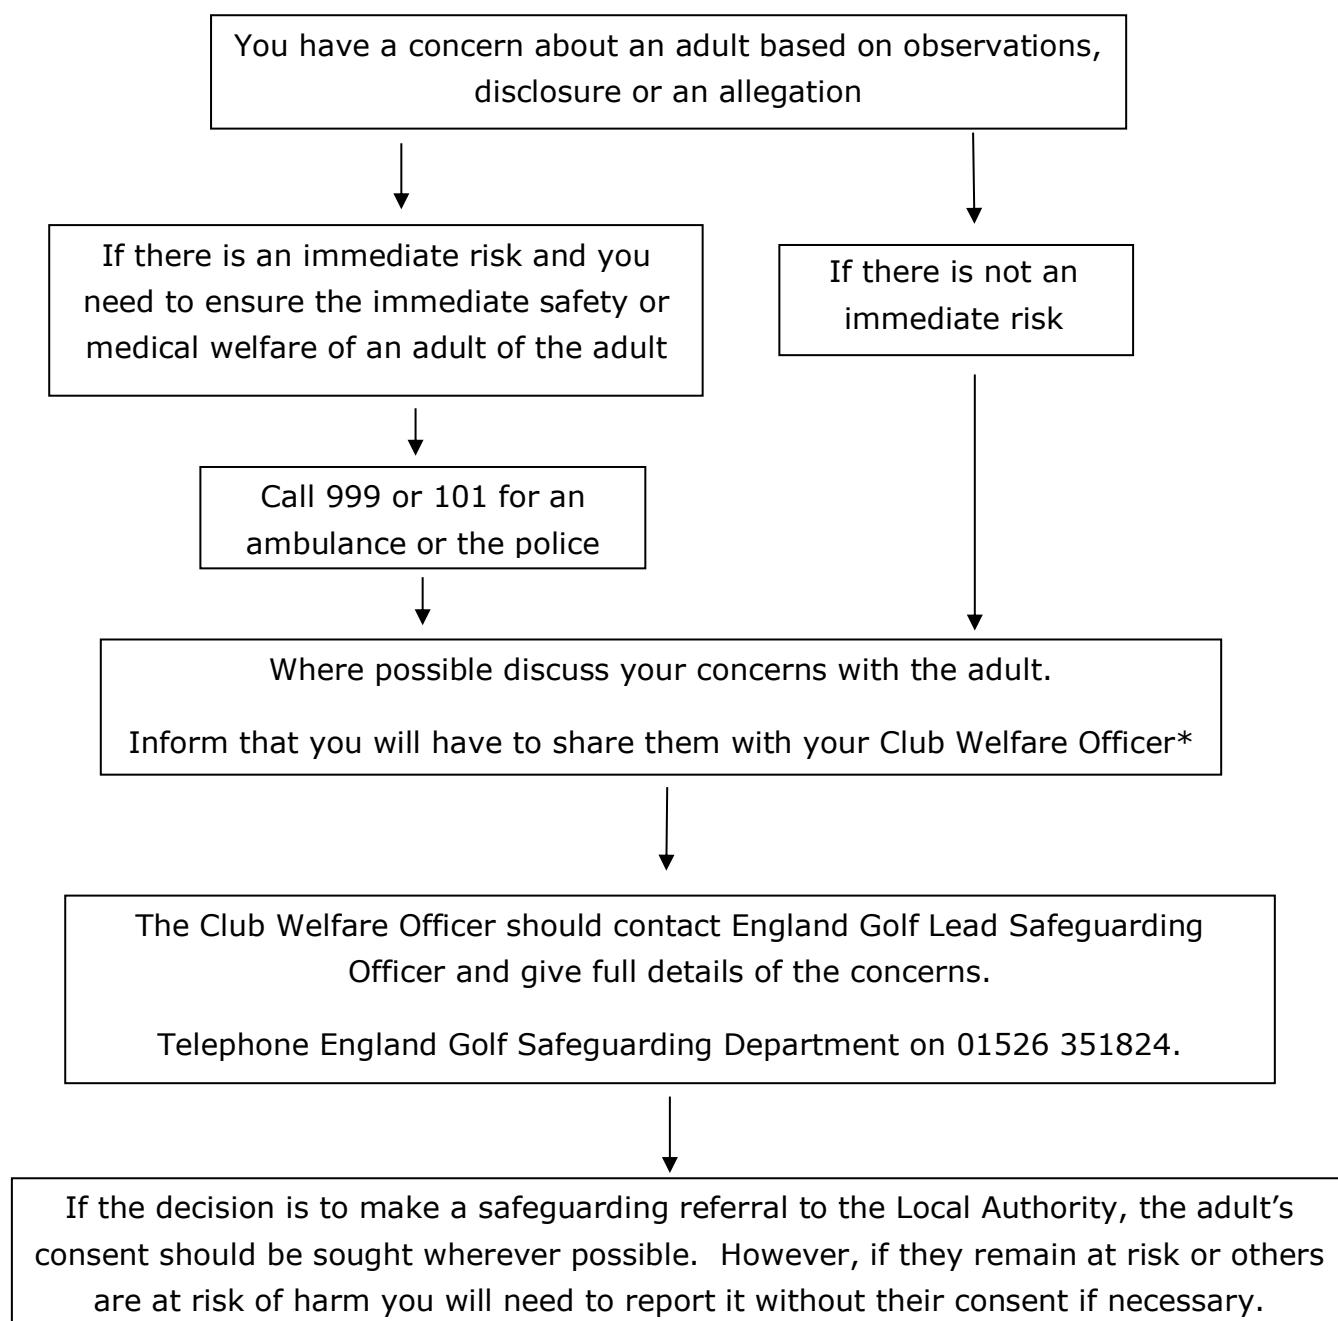 You have a concern about an adult based on observations,
disclosure or an allegation
If there is an immediate risk and you
need to ensure the immediate safety or
medical welfare of an adult of the adult
If there is not an
immediate risk
Call 999 or 101 for an
ambulance or the police
Where possible discuss your concerns with the adult.
Inform that you will have to share them with your Club Welfare Officer*
The Club Welfare Officer should contact England Golf Lead Safeguarding
Officer and give full details of the concerns.
Telephone England Golf Safeguarding Department on 01526 351824.
If the decision is to make a safeguarding referral to the Local Authority, the adult’s
consent should be sought wherever possible.  However, if they remain at risk or others
are at risk of harm you will need to report it without their consent if necessary.